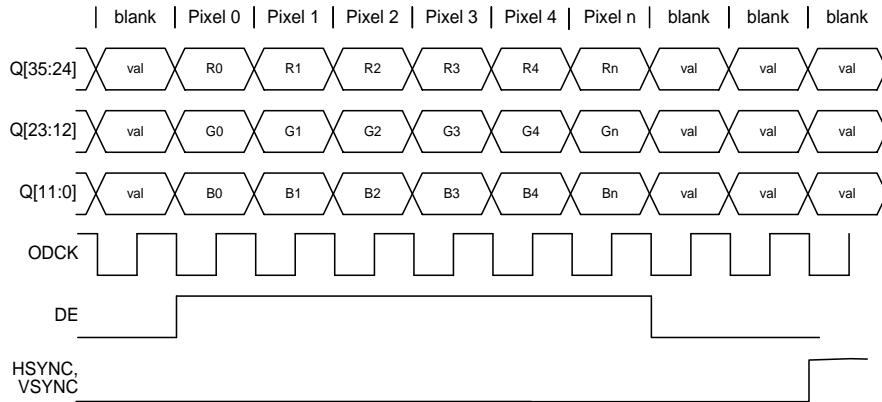 blank Pixel 0 Pixel 1 Pixel 2 Pixel 3 Pixel 4 Pixel n blank blank blank
Q[35:24] val R0 R1 R2 R3 R4 Rn val val val
Q[23:12] val G0 G1 G2 G3 G4 Gn val val val
Q[11:0] val B0 B1 B2 B3 B4 Bn val val val
ODCK
DE
HSYNC,
VSYNC